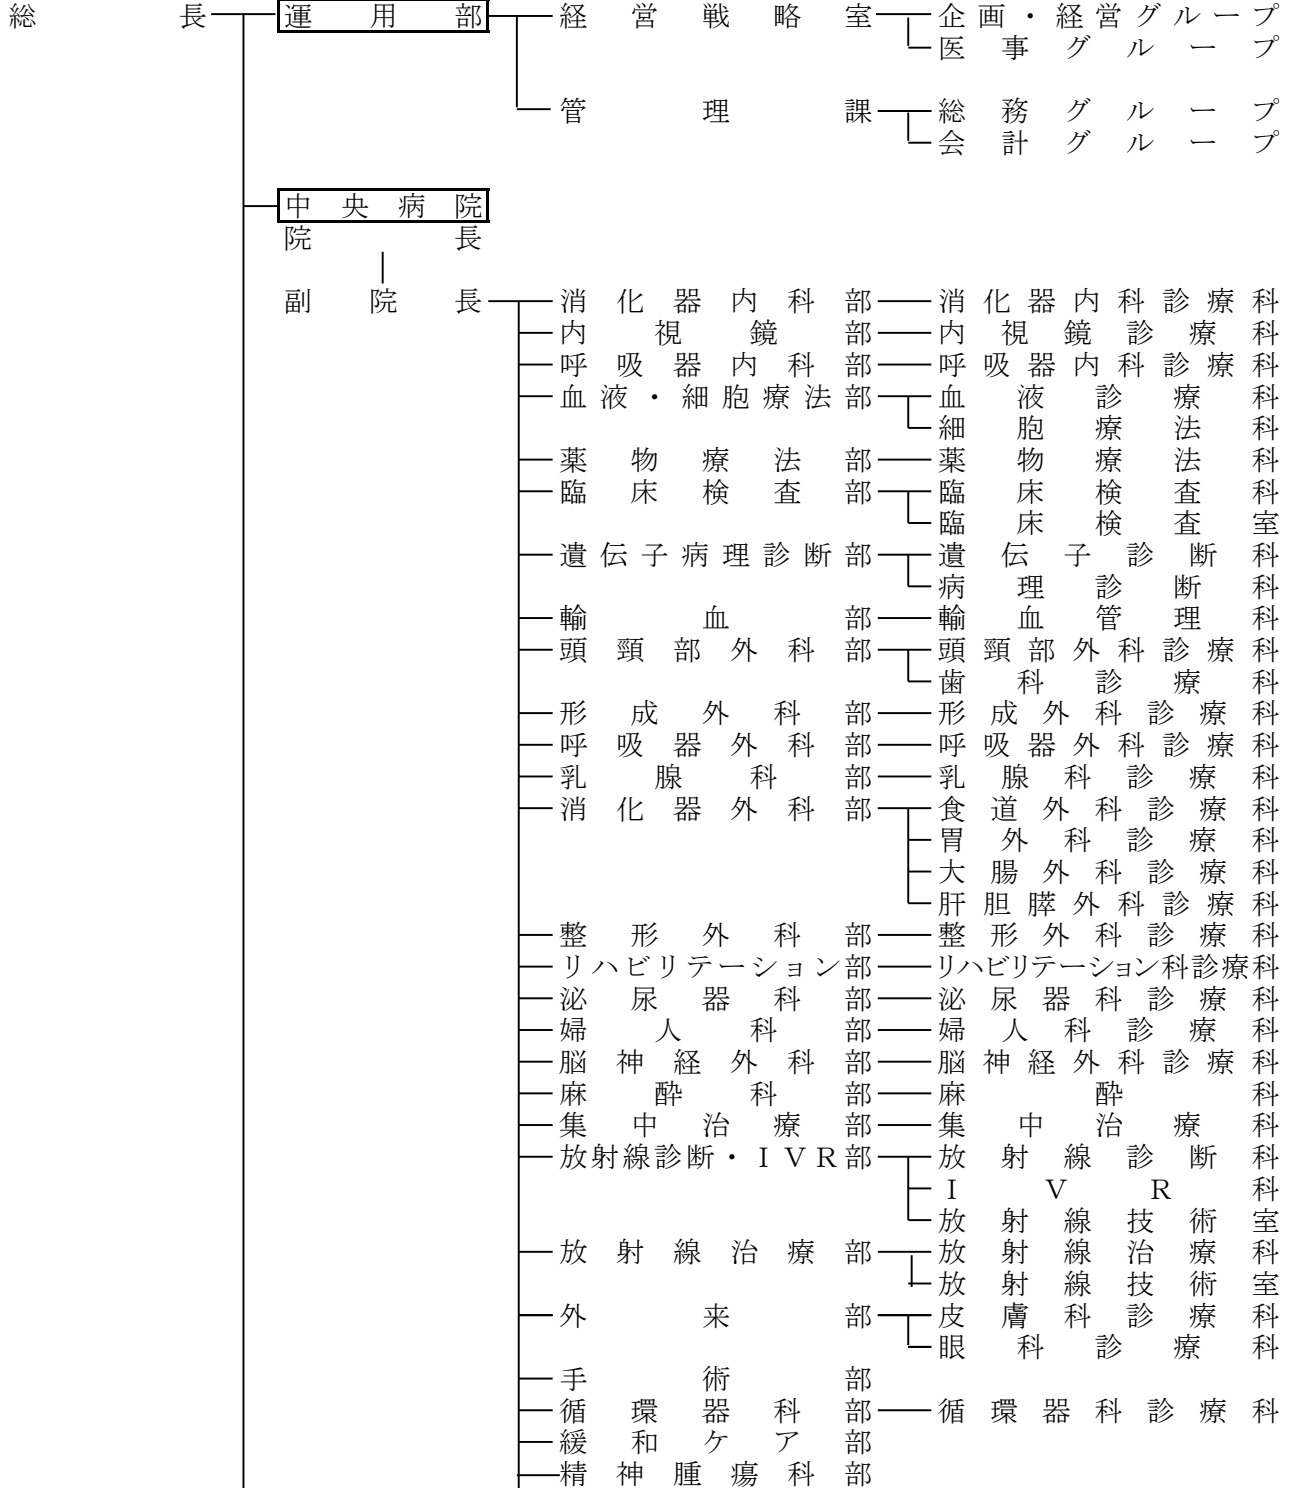 総長 運用部 経営戦略室 企画・経営グループ
医事グループ
管理課 総務グループ
会計グループ
中央病院
院長
副院長 消化器内科部 消化器内科診療科
内視鏡部 内視鏡診療科
呼吸器内科部 呼吸器内科診療科
血液・細胞療法部 血液診療科
細胞療法科
薬物療法部 薬物療法科
臨床検査部 臨床検査科
臨床検査室
遺伝子病理診断部 遺伝子診断科
病理診断科
輸血部 輸血管理科
頭頸部外科部 頭頸部外科診療科
歯科診療科
形成外科部 形成外科診療科
呼吸器外科部 呼吸器外科診療科
乳腺科部 乳腺科診療科
消化器外科部 食道外科診療科
胃外科診療科
大腸外科診療科
肝胆膵外科診療科
整形外科部 整形外科診療科
リハビリテーション部 リハビリテーション科診療科
泌尿器科部 泌尿器科診療科
婦人科部 婦人科診療科
脳神経外科部 脳神経外科診療科
麻酔科部 麻酔科
集中治療部 集中治療科
放射線診断・ＩＶＲ部 放射線診断科
ＩＶＲ科
放射線技術室
放射線治療部 放射線治療科
放射線技術室
外来部 皮膚科診療科
眼科診療科
手術部
循環器科部 循環器科診療科
緩和ケア部
精神腫瘍科部